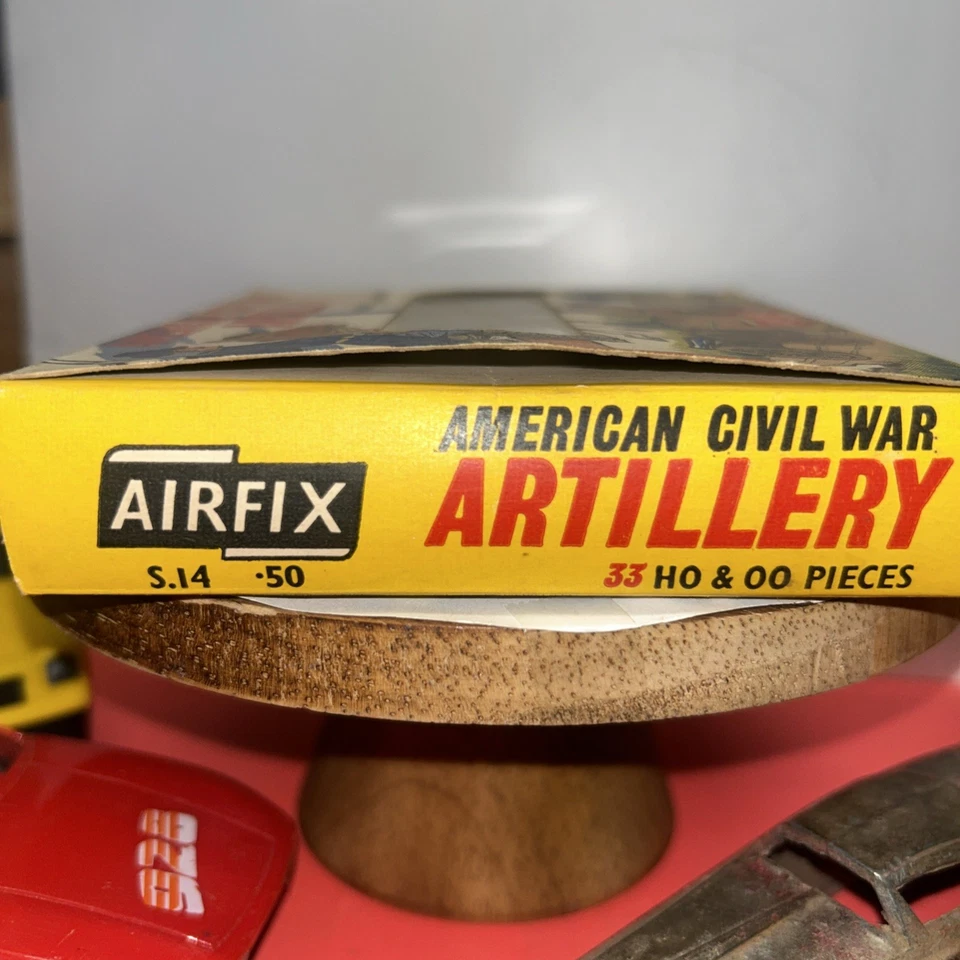 AMERICAN CIVIL WAR
AIRFIX
ARTILLERY
S.14 ·50
33 HO & OO PIECES